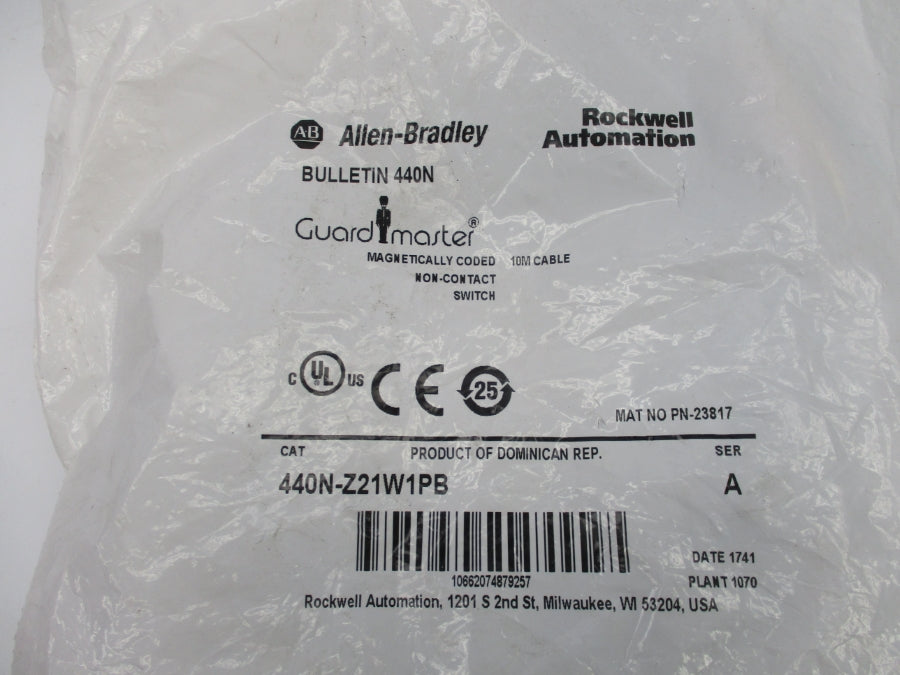 A-B Allen-Bradley
Rockwell
Automation
BULLETIN 440N
Guardmaster®
MAGNETICALLY CODED 10M CABLE
NON-CONTACT
SWITCH
C UL US CE 25
MAT NO PN-23817
CAT PRODUCT OF DOMINICAN REP. SER
440N-Z21W1PB A
DATE 1741
10662074879257
PLANT 1070
Rockwell Automation, 1201 S 2nd St, Milwaukee, WI 53204, USA